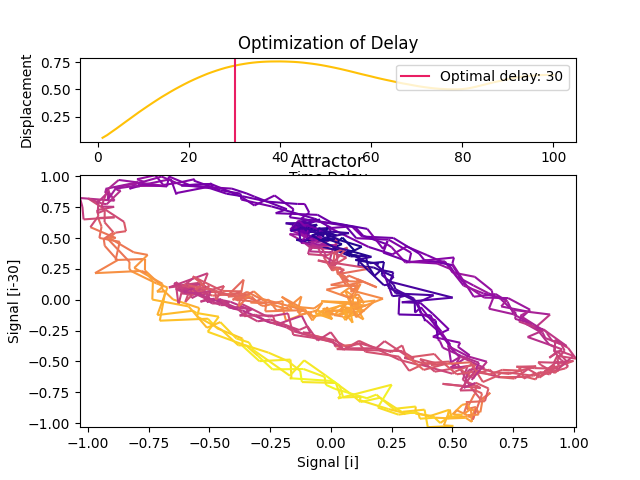 Optimization of Delay
Displacement
0.75
0.50
0.25
Optimal delay: 30
0 20 40 60 80 100
Attractor
Signal [i-30]
1.00
0.75
0.50
0.25
0.00
−0.25
−0.50
−0.75
−1.00
−1.00 −0.75 −0.50 −0.25 0.00 0.25 0.50 0.75 1.00
Signal [i]